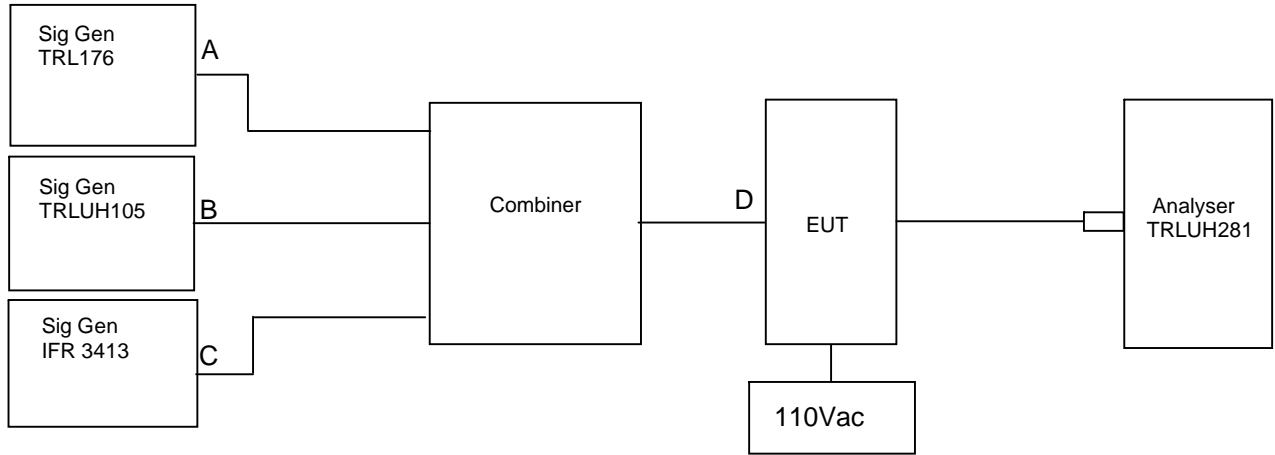 Sig Gen
TRL176
A
Sig Gen
TRLUH105
B
Sig Gen
IFR 3413
C
Combiner
D
EUT
110Vac
Analyser
TRLUH281